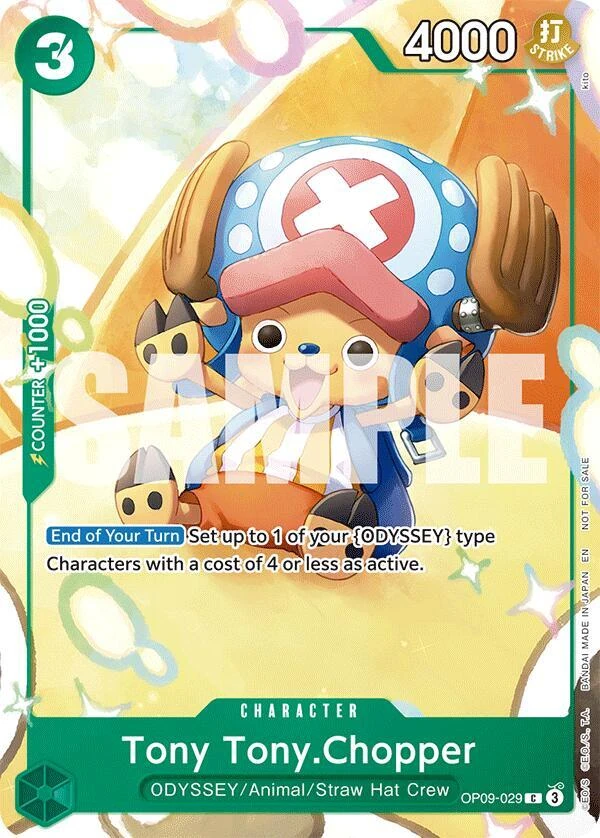 3
4000
打
STRIKE
kito
COUNTER +1000
SAMPLE
End of Your Turn Set up to 1 of your {ODYSSEY} type
Characters with a cost of 4 or less as active.
CHARACTER
Tony Tony.Chopper
ODYSSEY/Animal/Straw Hat Crew
OP09-029 C 3
©E.O./S. ©E.O./S., T.A. BANDAI MADE IN JAPAN EN NOT FOR SALE